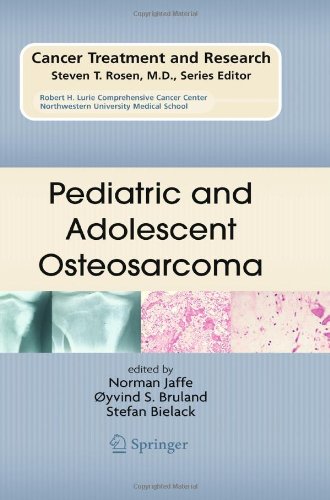 Cancer Treatment and Research
Steven T. Rosen, M.D., Series Editor
Robert H. Lurie Comprehensive Cancer Center
Northwestern University Medical School
Pediatric and
Adolescent
Osteosarcoma
edited by
Norman Jaffe
Øyvind S. Bruland
Stefan Bielack
Springer